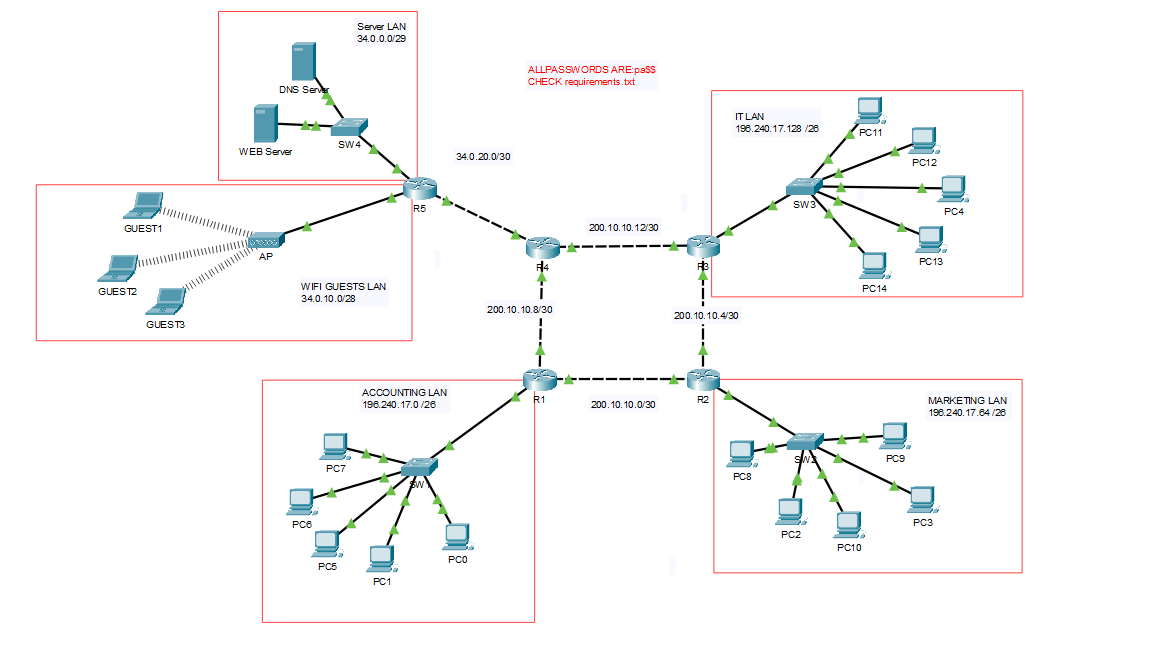 Server LAN
34.0.0.0/29
DNS Server
WEB Server
SW4
ALLPASSWORDS ARE:pa$$
CHECK requirements.txt
IT LAN
196.240.17.128 /26
PC11
PC12
PC4
PC13
PC14
SW3
34.0.20.0/30
R5
GUEST1
AP
GUEST2
GUEST3
WIFI GUESTS LAN
34.0.10.0/28
200.10.10.12/30
R4
R3
200.10.10.8/30
200.10.10.4/30
R1
R2
200.10.10.0/30
ACCOUNTING LAN
196.240.17.0 /26
PC7
SW1
PC6
PC5
PC1
PC0
MARKETING LAN
196.240.17.64 /26
PC9
SW2
PC8
PC3
PC2
PC10